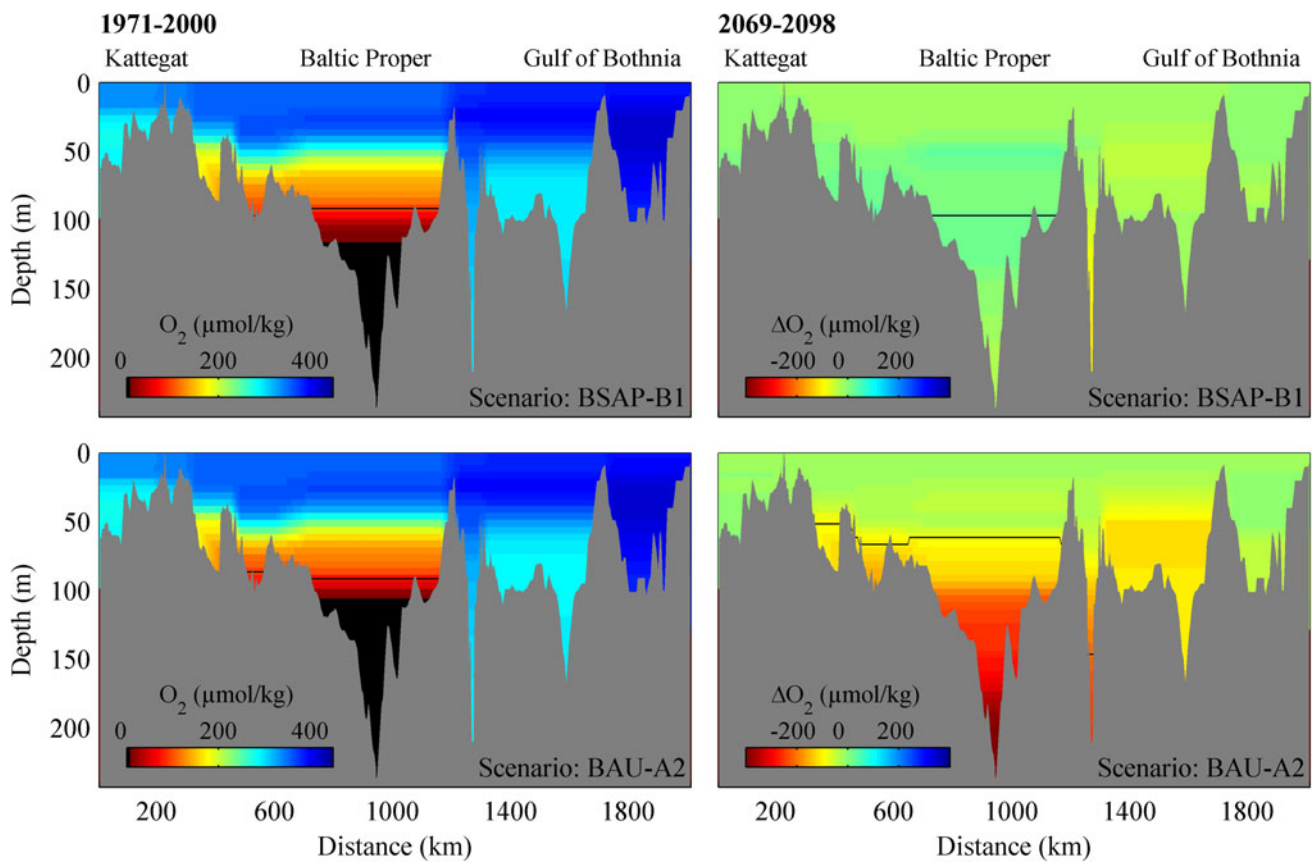 1971-2000
2069-2098
Kattegat Baltic Proper Gulf of Bothnia
Kattegat Baltic Proper Gulf of Bothnia
0
50
100
150
200
Depth (m)
O₂ (µmol/kg)
0 200 400
Scenario: BSAP-B1
ΔO₂ (µmol/kg)
-200 0 200
Scenario: BSAP-B1
0
50
100
150
200
Depth (m)
O₂ (µmol/kg)
0 200 400
Scenario: BAU-A2
ΔO₂ (µmol/kg)
-200 0 200
Scenario: BAU-A2
200 600 1000 1400 1800
Distance (km)
200 600 1000 1400 1800
Distance (km)